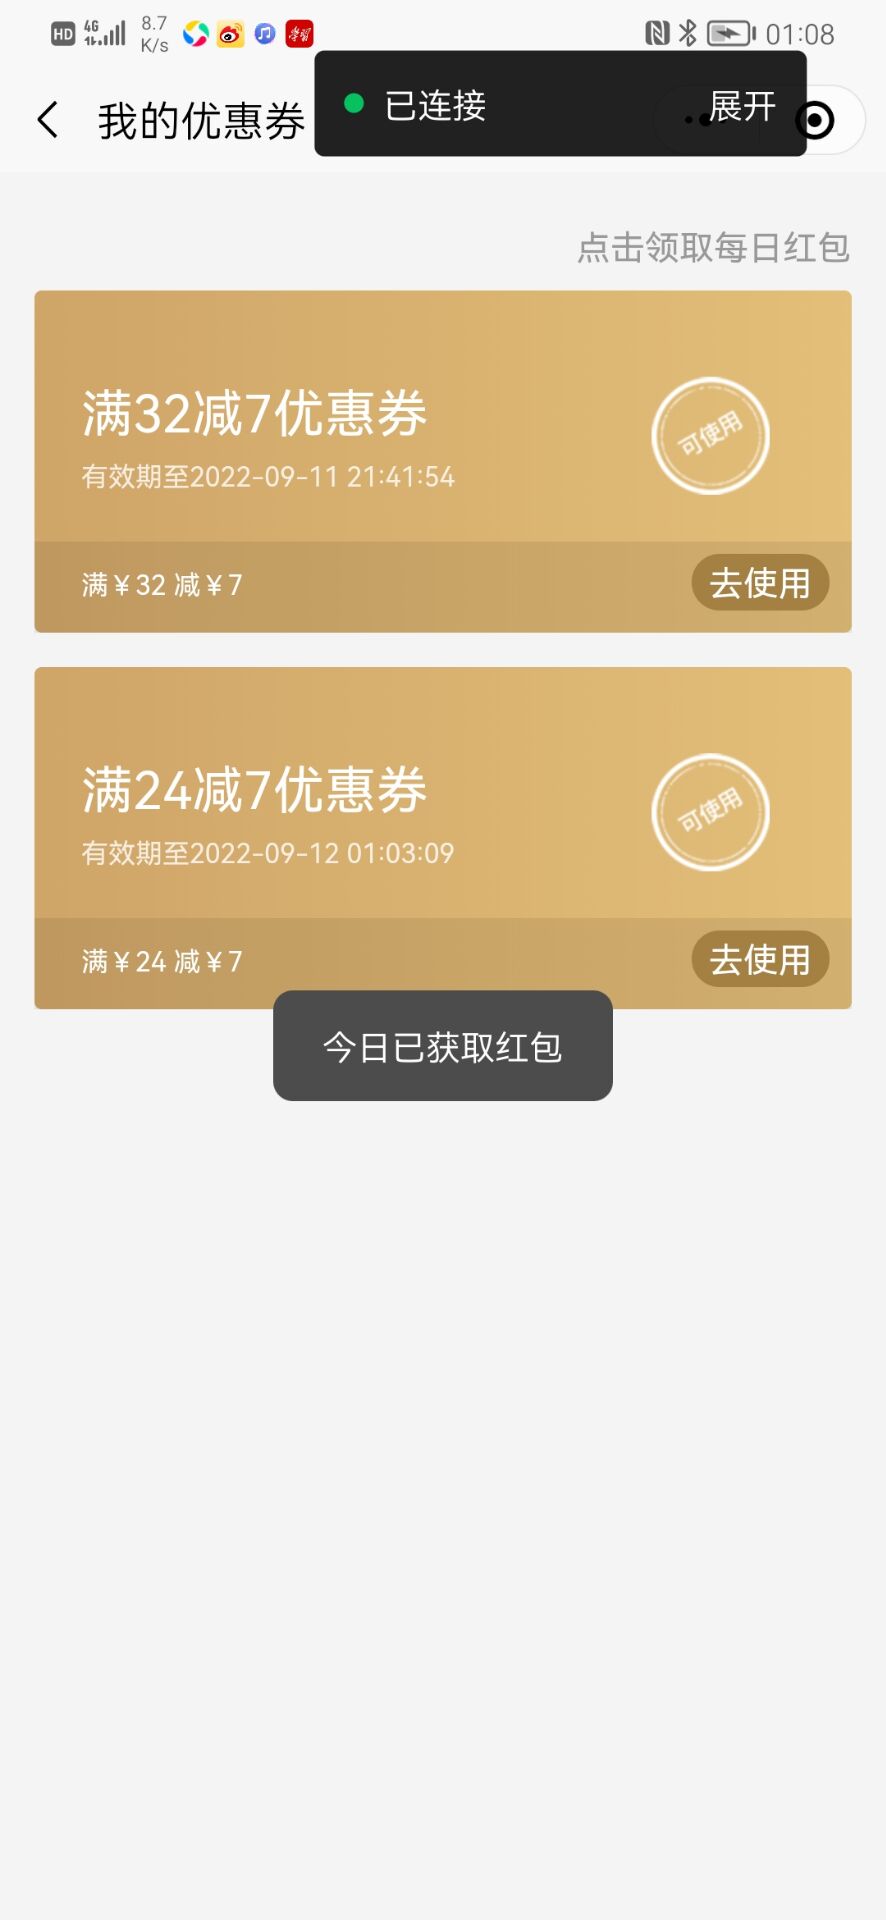 HD 4G 8.7 K/s 学习 01:08
我的优惠券
已连接 展开
点击领取每日红包
满32减7优惠券
可使用
有效期至2022-09-11 21:41:54
满¥32 减¥7
去使用
满24减7优惠券
可使用
有效期至2022-09-12 01:03:09
满¥24 减¥7
去使用
今日已获取红包